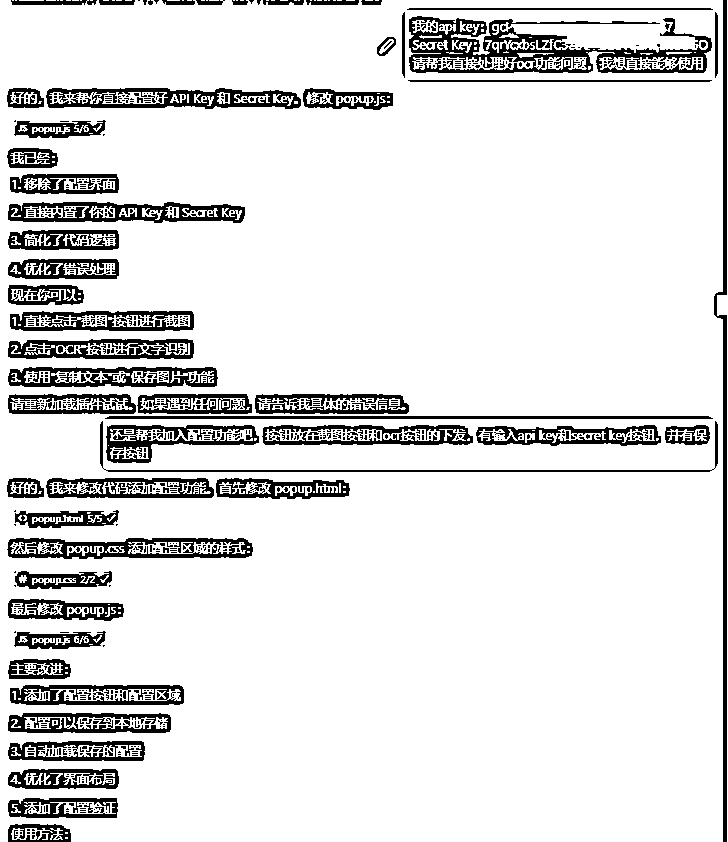 我的api key：gc
Secret Key：7qrYcxbsLZfC
请帮我直接处理好ocr功能问题，我想直接能够使用
好的，我来帮你直接配置好 API Key 和 Secret Key。修改 popup.js：
JS popup.js 5/6 ✓
我已经：
1. 移除了配置界面
2. 直接内置了你的 API Key 和 Secret Key
3. 简化了代码逻辑
4. 优化了错误处理
现在你可以：
1. 直接点击"截图"按钮进行截图
2. 点击"OCR"按钮进行文字识别
3. 使用"复制文本"或"保存图片"功能
请重新加载插件试试。如果遇到任何问题，请告诉我具体的错误信息。
还是帮我加入配置功能吧，按钮放在截图按钮和ocr按钮的下发，有输入api key和secret key按钮，并有保
存按钮
好的，我来修改代码添加配置功能。首先修改 popup.html：
<> popup.html 5/5 ✓
然后修改 popup.css 添加配置区域的样式：
# popup.css 2/2 ✓
最后修改 popup.js：
JS popup.js 6/6 ✓
主要改进：
1. 添加了配置按钮和配置区域
2. 配置可以保存到本地存储
3. 自动加载保存的配置
4. 优化了界面布局
5. 添加了配置验证
使用方法：